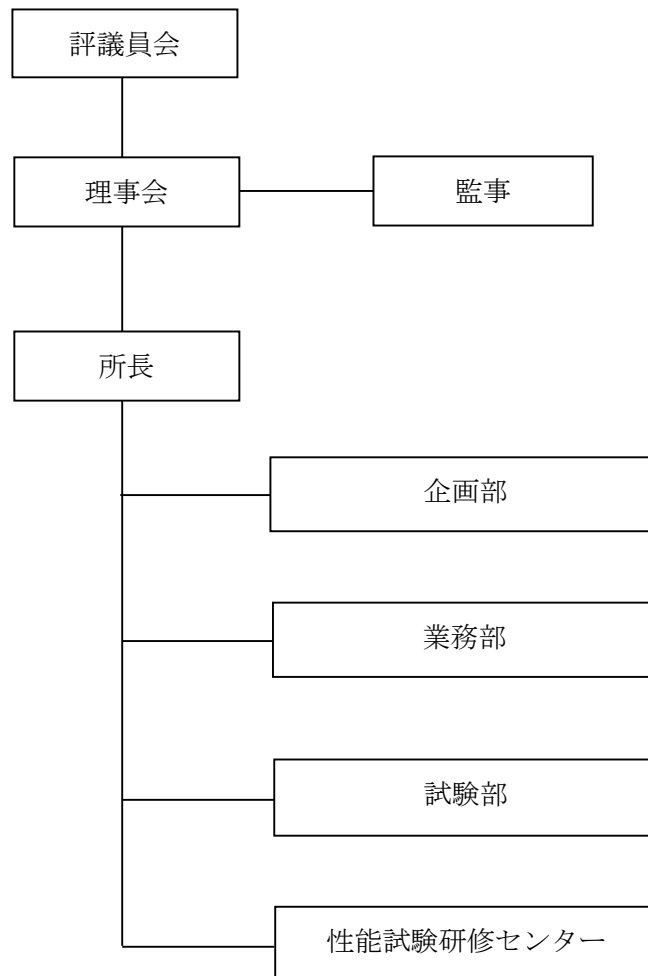 評議員会
理事会
監事
所長
企画部
業務部
試験部
性能試験研修センター